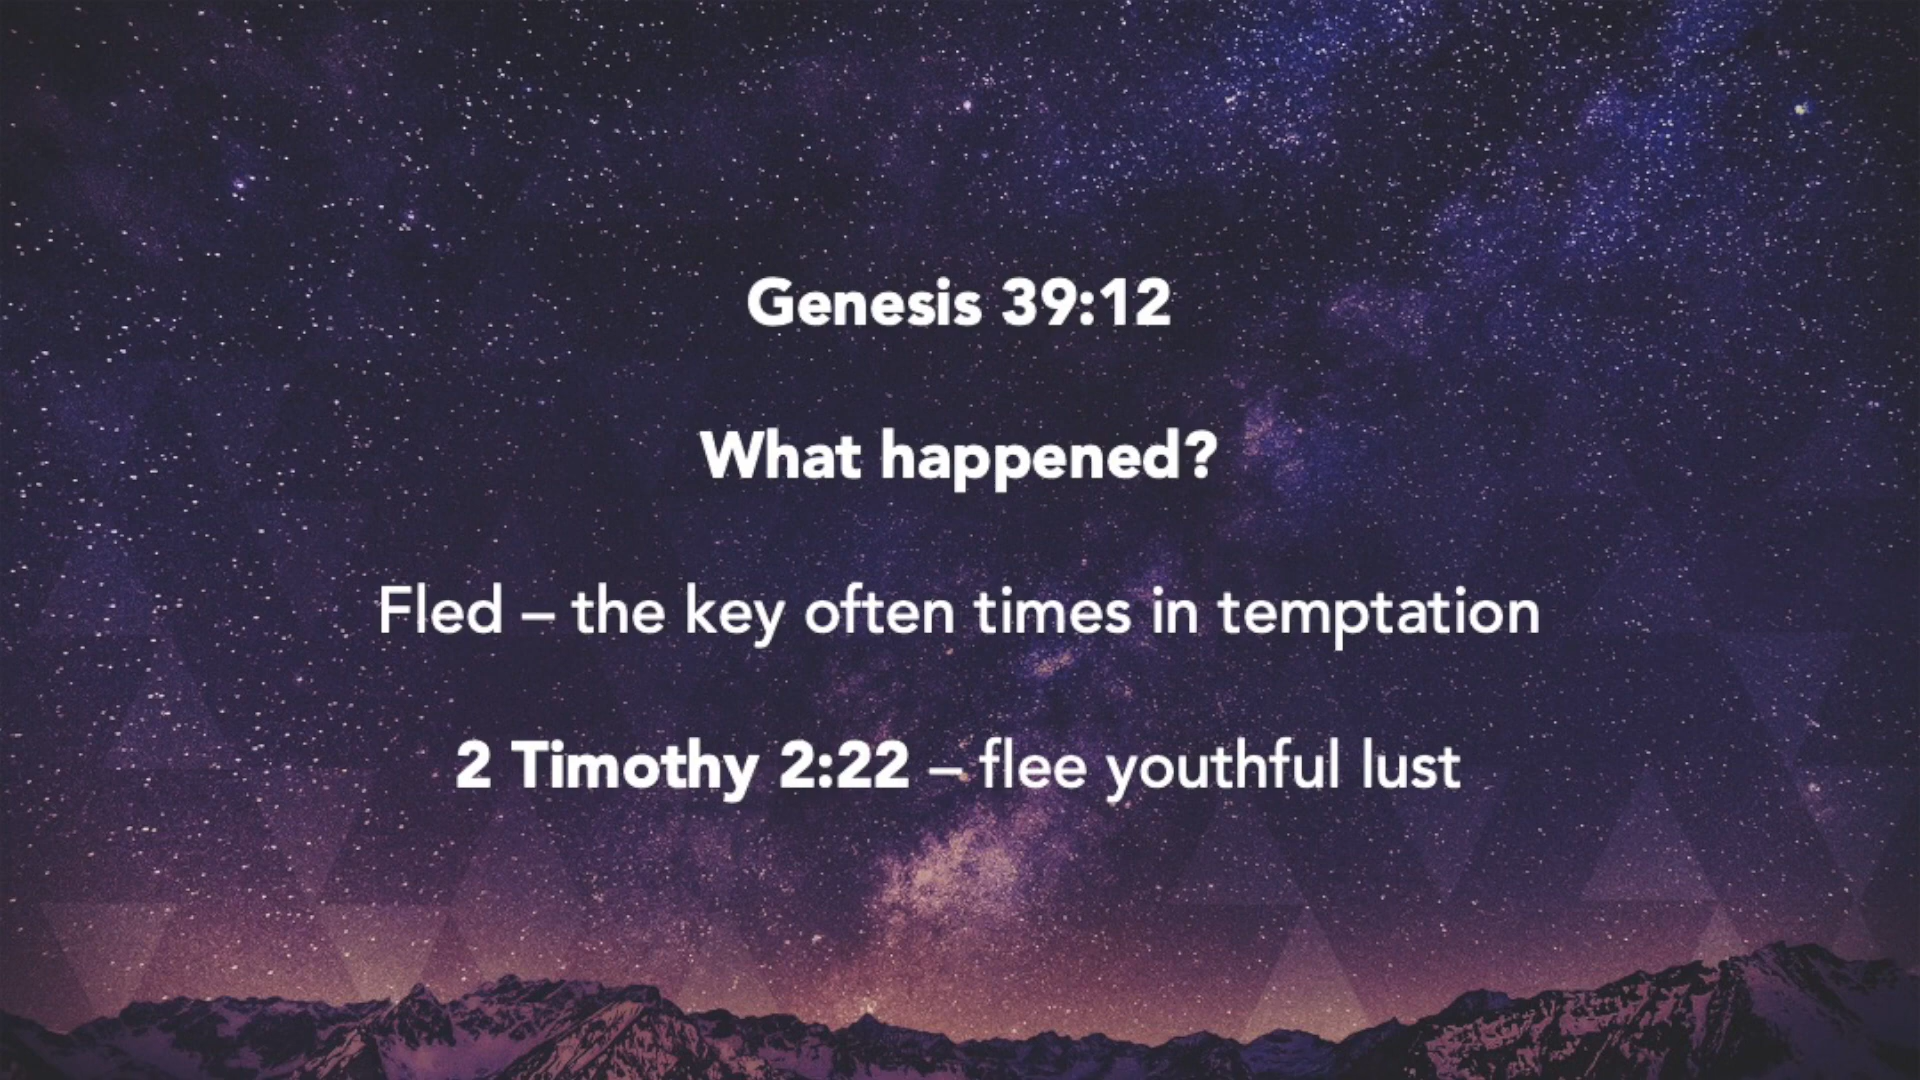 Genesis 39:12
What happened?
Fled – the key often times in temptation
2 Timothy 2:22 – flee youthful lust